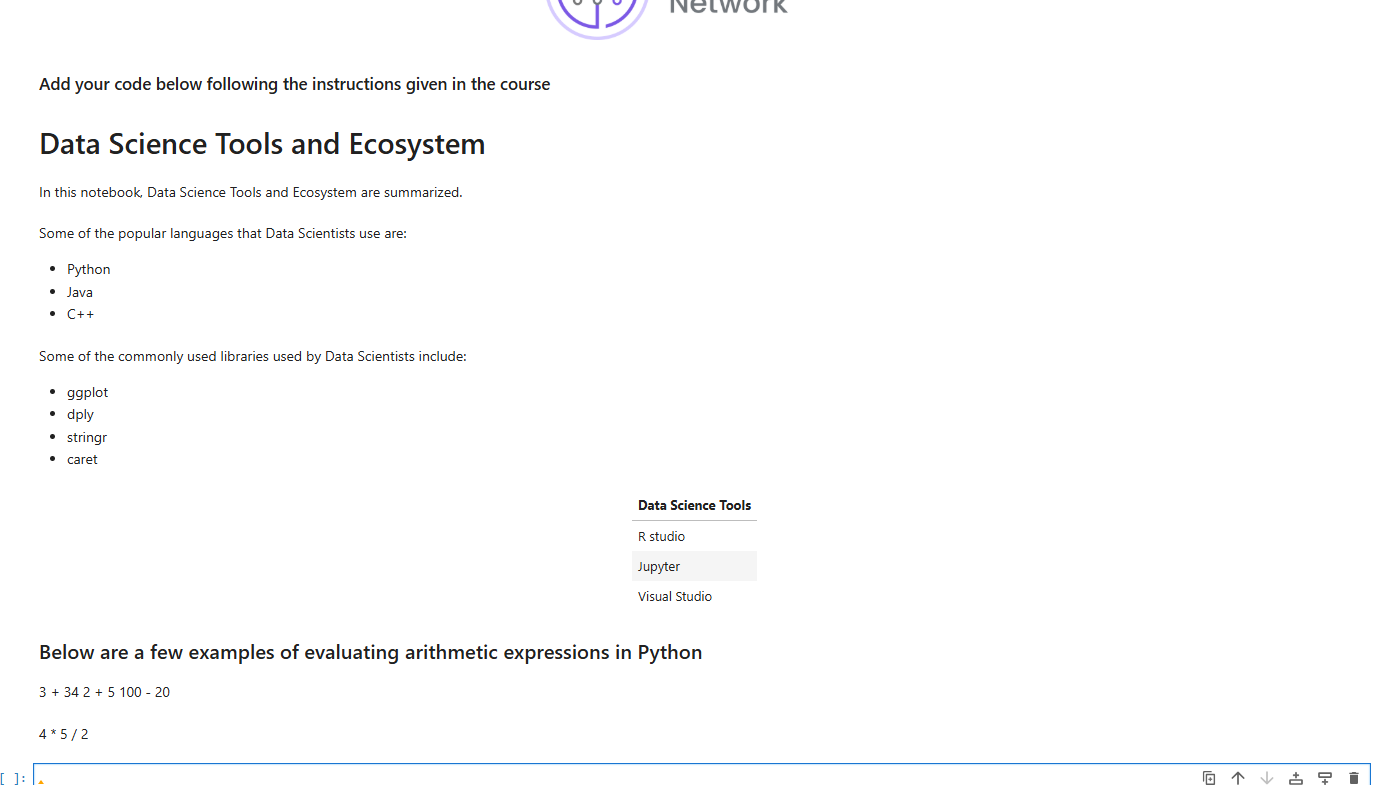 Network
Add your code below following the instructions given in the course
Data Science Tools and Ecosystem
In this notebook, Data Science Tools and Ecosystem are summarized.
Some of the popular languages that Data Scientists use are:
• Python
• Java
• C++
Some of the commonly used libraries used by Data Scientists include:
• ggplot
• dply
• stringr
• caret
Data Science Tools
R studio
Jupyter
Visual Studio
Below are a few examples of evaluating arithmetic expressions in Python
3 + 34 2 + 5 100 - 20
4 * 5 / 2
[ ]: